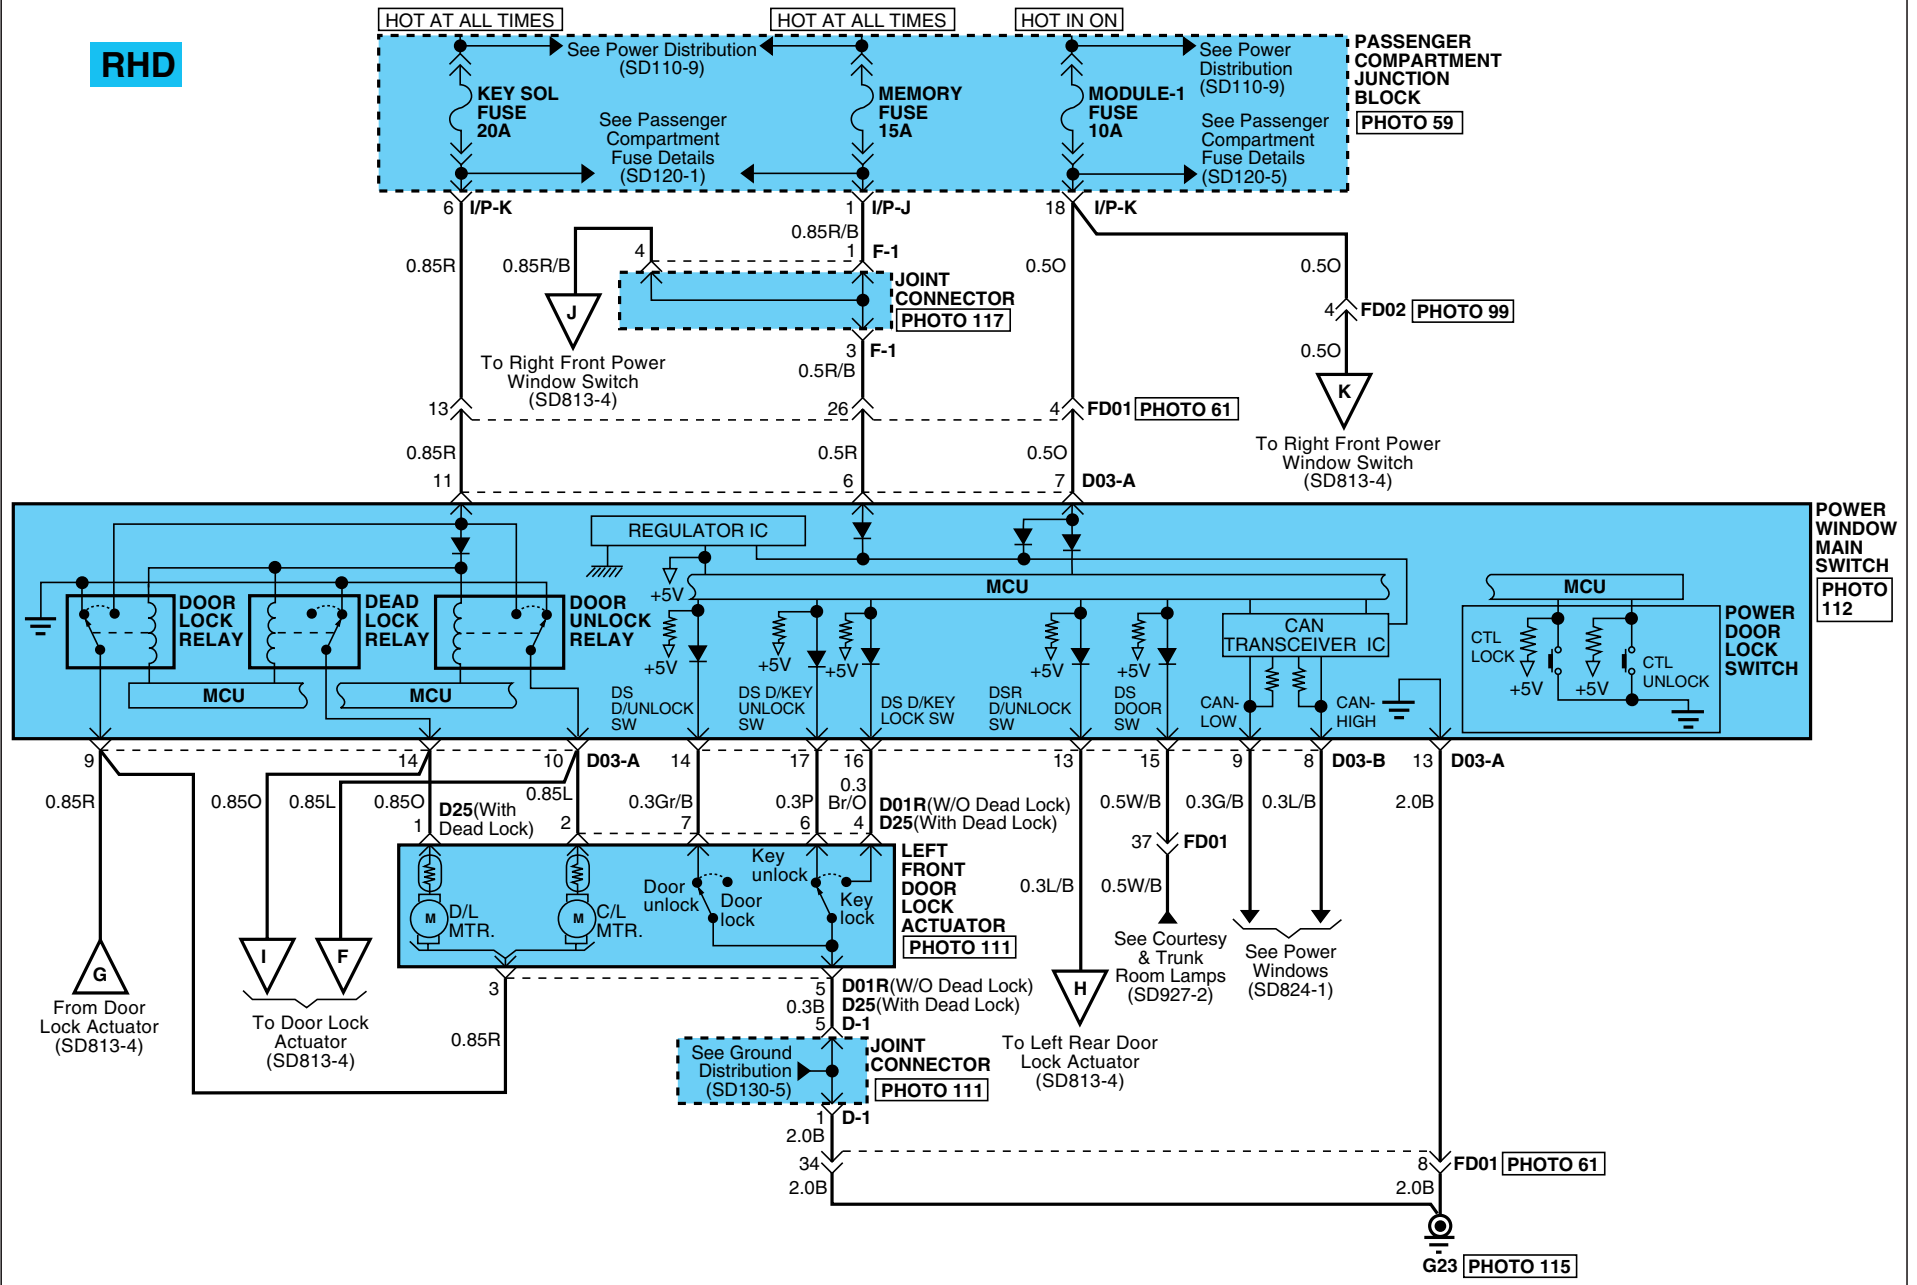 HOT AT ALL TIMES
HOT AT ALL TIMES
HOT IN ON
RHD
See Power Distribution
(SD110-9)
See Power
Distribution
(SD110-9)
PASSENGER
COMPARTMENT
JUNCTION
BLOCK
PHOTO 59
KEY SOL
FUSE
20A
MEMORY
FUSE
15A
MODULE-1
FUSE
10A
See Passenger
Compartment
Fuse Details
(SD120-1)
See Passenger
Compartment
Fuse Details
(SD120-5)
6 I/P-K
1 I/P-J
18 I/P-K
0.85R/B
4
1 F-1
0.85R
0.85R/B
0.5O
0.5O
JOINT
CONNECTOR
PHOTO 117
J
4 FD02 PHOTO 99
3 F-1
0.5R/B
0.5O
To Right Front Power
Window Switch
(SD813-4)
K
13
26
4 FD01 PHOTO 61
To Right Front Power
Window Switch
(SD813-4)
0.85R
0.5R
0.5O
11
6
7 D03-A
POWER
WINDOW
MAIN
SWITCH
PHOTO
112
REGULATOR IC
+5V
MCU
MCU
DOOR
LOCK
RELAY
DEAD
LOCK
RELAY
DOOR
UNLOCK
RELAY
+5V
+5V
+5V
+5V
+5V
CAN
TRANSCEIVER IC
CTL
LOCK
+5V
+5V
CTL
UNLOCK
POWER
DOOR
LOCK
SWITCH
MCU
MCU
DS
D/UNLOCK
SW
DS D/KEY
UNLOCK
SW
DS D/KEY
LOCK SW
DSR
D/UNLOCK
SW
DS
DOOR
SW
CAN-
LOW
CAN-
HIGH
9
14
10 D03-A
14
17
16
13
15
9
8 D03-B
13 D03-A
0.85R
0.85O
0.85L
0.85O
0.85L
0.3Gr/B
0.3P
0.3
Br/O
0.5W/B
0.3G/B
0.3L/B
2.0B
D25(With
Dead Lock)
D01R(W/O Dead Lock)
D25(With Dead Lock)
1
2
7
6
4
37 FD01
LEFT
FRONT
DOOR
LOCK
ACTUATOR
PHOTO 111
Key
unlock
Door
unlock
Door
lock
Key
lock
M
D/L
MTR.
M
C/L
MTR.
0.3L/B
0.5W/B
See Courtesy
& Trunk
Room Lamps
(SD927-2)
See Power
Windows
(SD824-1)
G
I
F
H
From Door
Lock Actuator
(SD813-4)
To Door Lock
Actuator
(SD813-4)
3
5 D01R(W/O Dead Lock)
0.3B D25(With Dead Lock)
5 D-1
0.85R
To Left Rear Door
Lock Actuator
(SD813-4)
See Ground
Distribution
(SD130-5)
JOINT
CONNECTOR
PHOTO 111
1 D-1
2.0B
34
8 FD01 PHOTO 61
2.0B
2.0B
G23 PHOTO 115